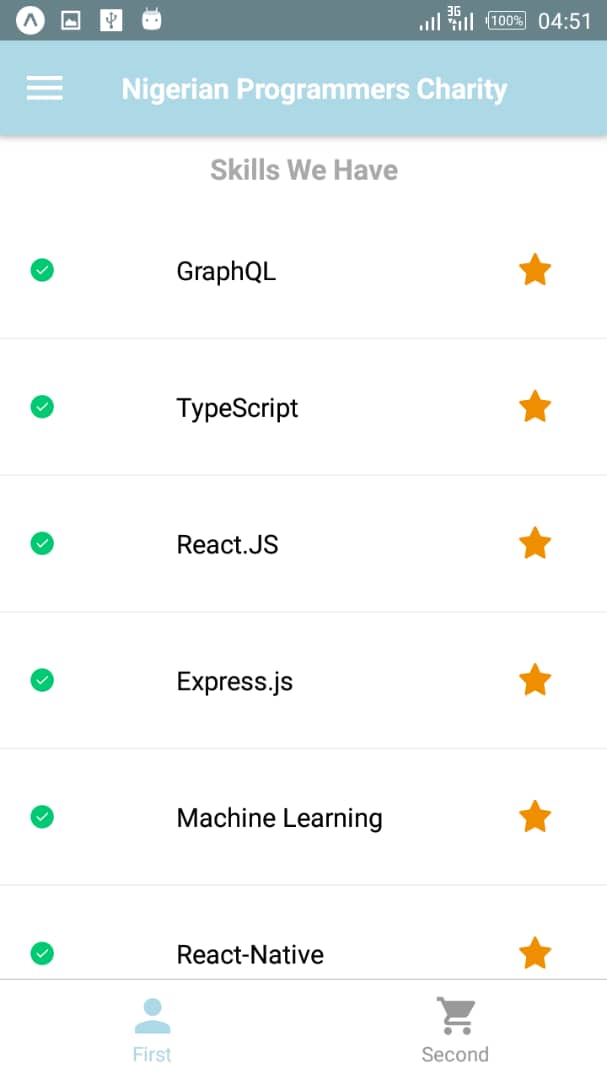 3G
100% 04:51
Nigerian Programmers Charity
Skills We Have
GraphQL
TypeScript
React.JS
Express.js
Machine Learning
React-Native
First
Second